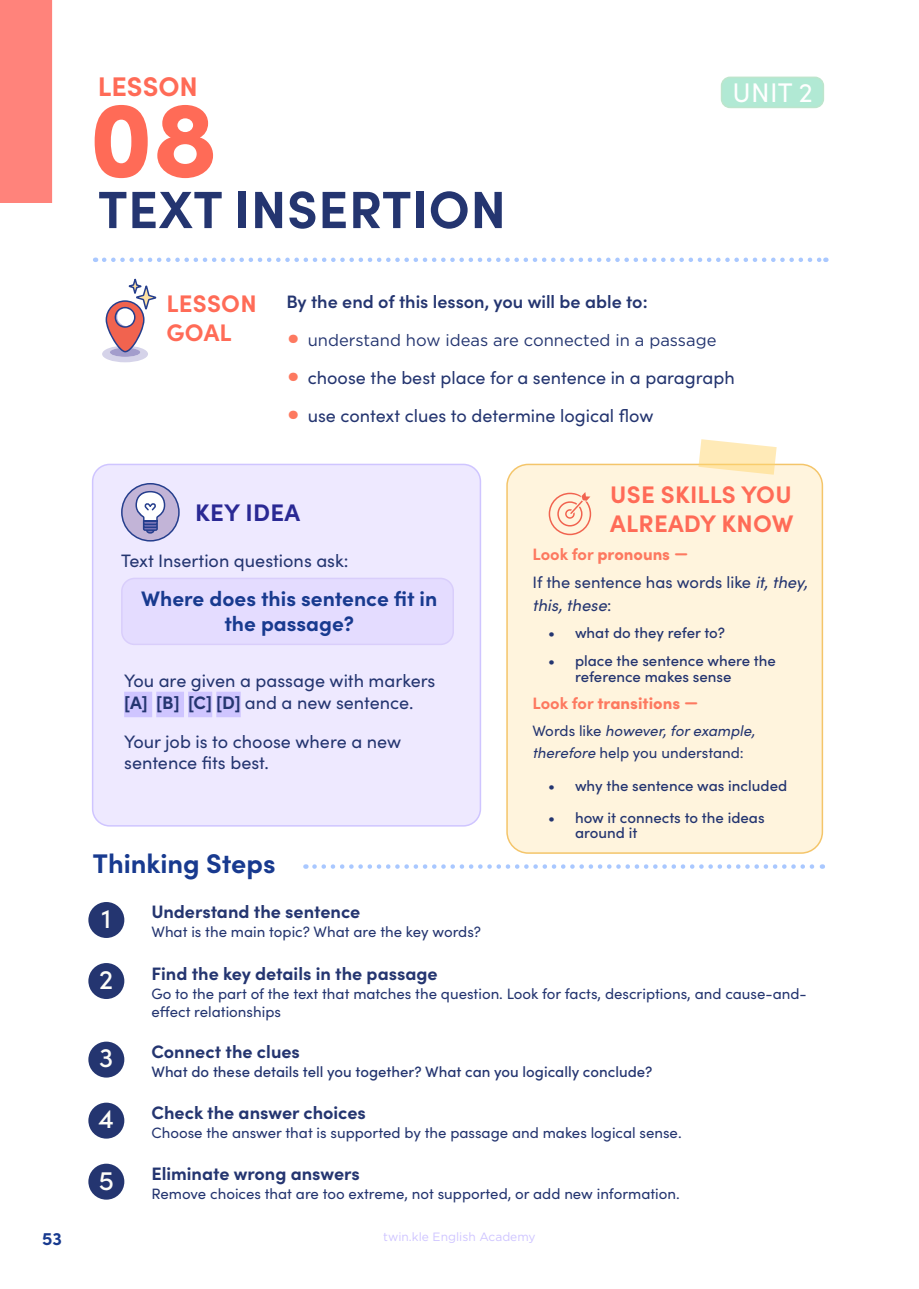 LESSON
08
UNIT 2
TEXT INSERTION
LESSON
GOAL
By the end of this lesson, you will be able to:
understand how ideas are connected in a passage
choose the best place for a sentence in a paragraph
use context clues to determine logical flow
KEY IDEA
Text Insertion questions ask:
Where does this sentence fit in
the passage?
You are given a passage with markers
[A] [B] [C] [D] and a new sentence.
Your job is to choose where a new
sentence fits best.
USE SKILLS YOU
ALREADY KNOW
Look for pronouns —
If the sentence has words like it, they,
this, these:
• what do they refer to?
• place the sentence where the
reference makes sense
Look for transitions —
Words like however, for example,
therefore help you understand:
• why the sentence was included
• how it connects to the ideas
around it
Thinking Steps
1 Understand the sentence
What is the main topic? What are the key words?
2 Find the key details in the passage
Go to the part of the text that matches the question. Look for facts, descriptions, and cause-and-
effect relationships
3 Connect the clues
What do these details tell you together? What can you logically conclude?
4 Check the answer choices
Choose the answer that is supported by the passage and makes logical sense.
5 Eliminate wrong answers
Remove choices that are too extreme, not supported, or add new information.
53
twin.kle English Academy